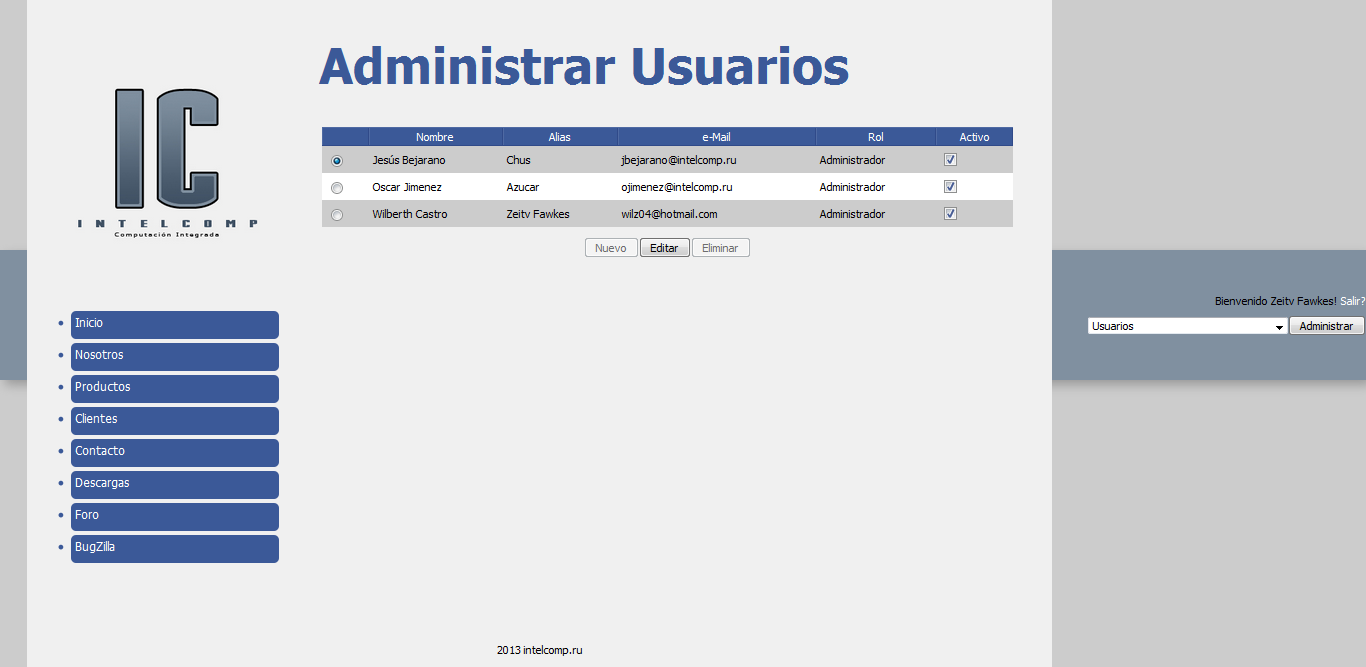 Administrar Usuarios
IC
INTELCOMP
Computación Integrada
Nombre Alias e-Mail Rol Activo
Jesús Bejarano Chus jbejarano@intelcomp.ru Administrador
Oscar Jimenez Azucar ojimenez@intelcomp.ru Administrador
Wilberth Castro Zeitv Fawkes wilz04@hotmail.com Administrador
Nuevo Editar Eliminar
Bienvenido Zeitv Fawkes! Salir?
Usuarios Administrar
Inicio
Nosotros
Productos
Clientes
Contacto
Descargas
Foro
BugZilla
2013 intelcomp.ru